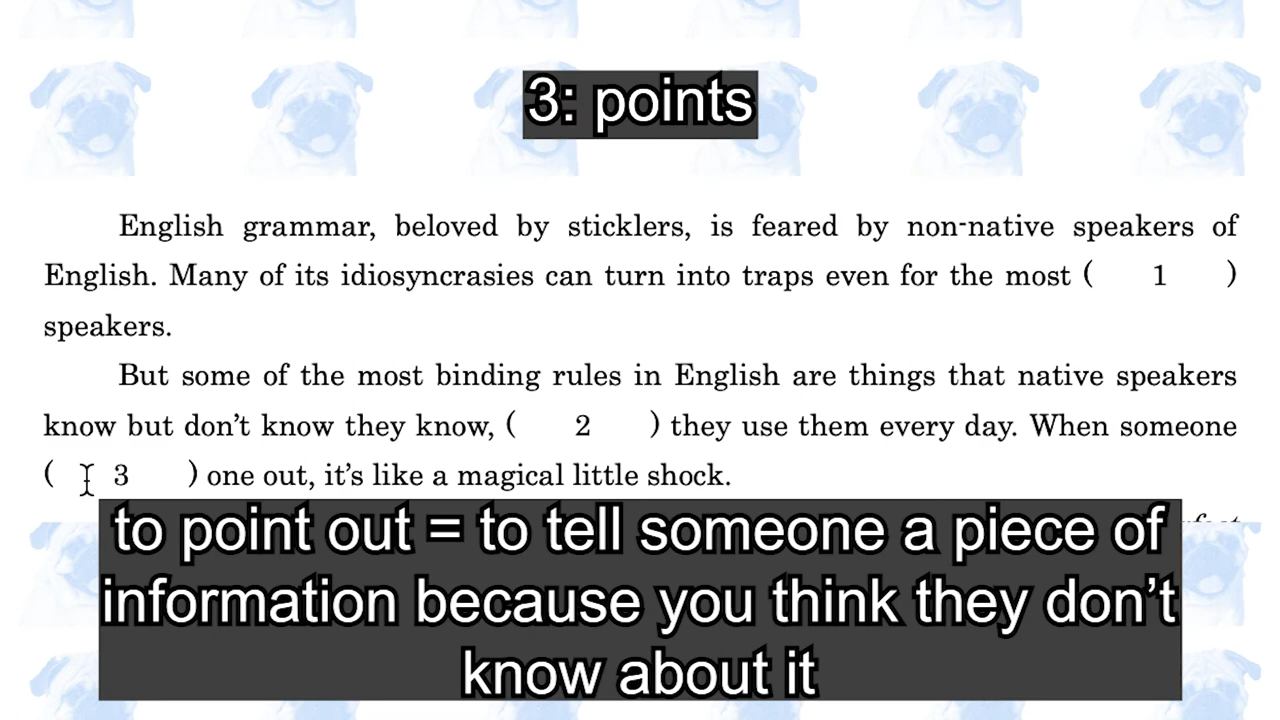 3: points
English grammar, beloved by sticklers, is feared by non-native speakers of
English. Many of its idiosyncrasies can turn into traps even for the most ( 1 )
speakers.
But some of the most binding rules in English are things that native speakers
know but don't know they know, ( 2 ) they use them every day. When someone
( 3 ) one out, it's like a magical little shock.
to point out = to tell someone a piece of
information because you think they don't
know about it